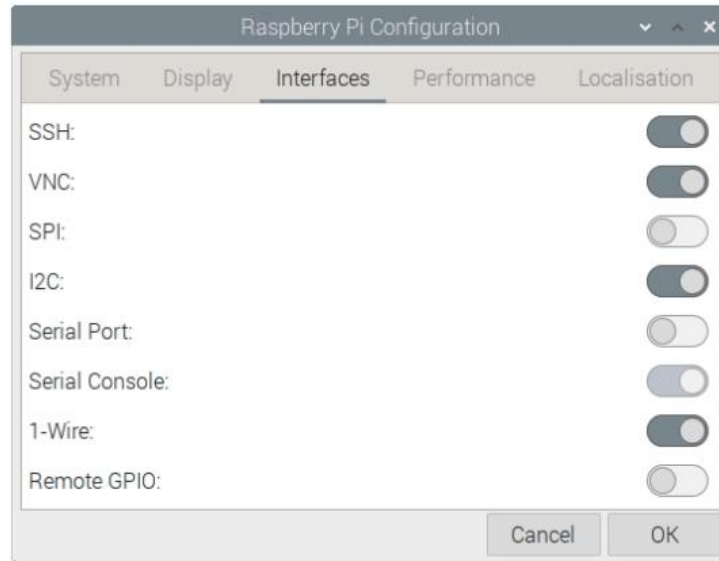 Raspberry Pi Configuration
System Display Interfaces Performance Localisation
SSH:
VNC:
SPI:
I2C:
Serial Port:
Serial Console:
1-Wire:
Remote GPIO:
Cancel OK